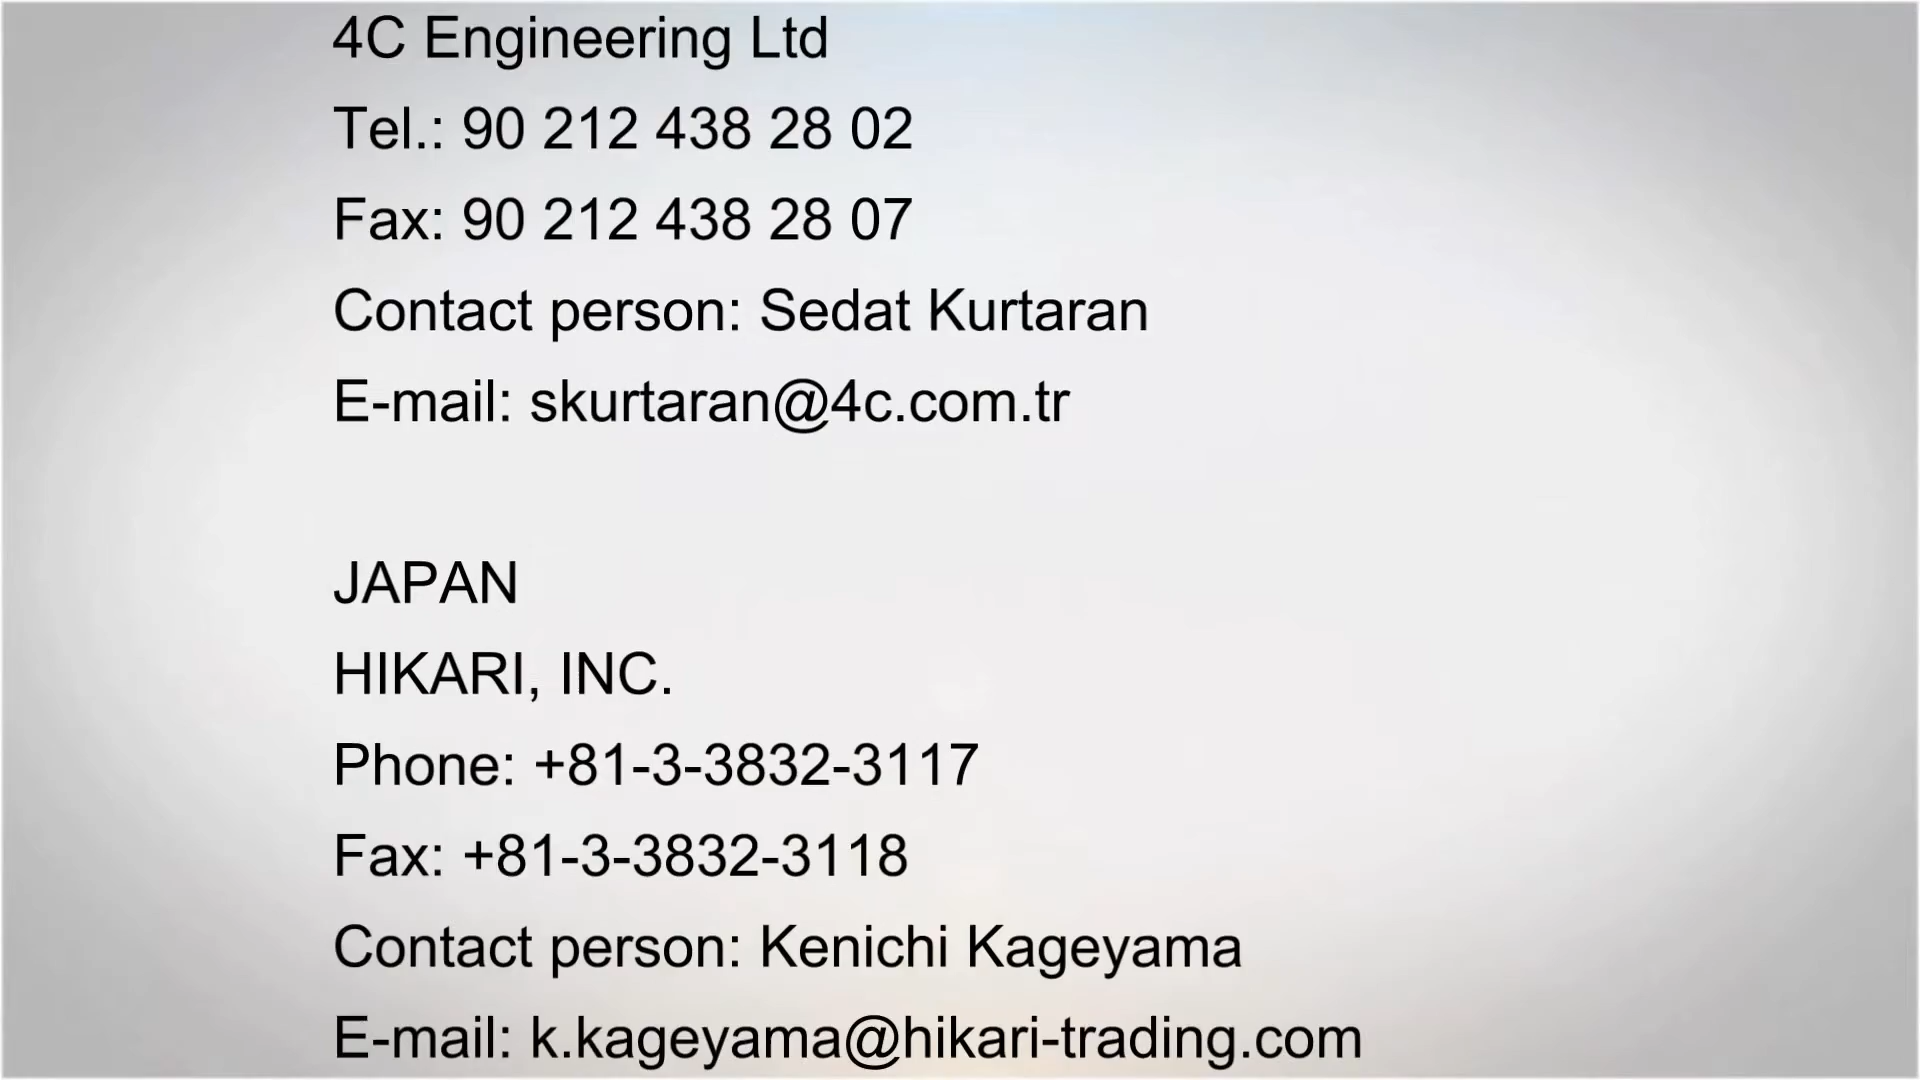 4C Engineering Ltd
Tel.: 90 212 438 28 02
Fax: 90 212 438 28 07
Contact person: Sedat Kurtaran
E-mail: skurtaran@4c.com.tr
JAPAN
HIKARI, INC.
Phone: +81-3-3832-3117
Fax: +81-3-3832-3118
Contact person: Kenichi Kageyama
E-mail: k.kageyama@hikari-trading.com